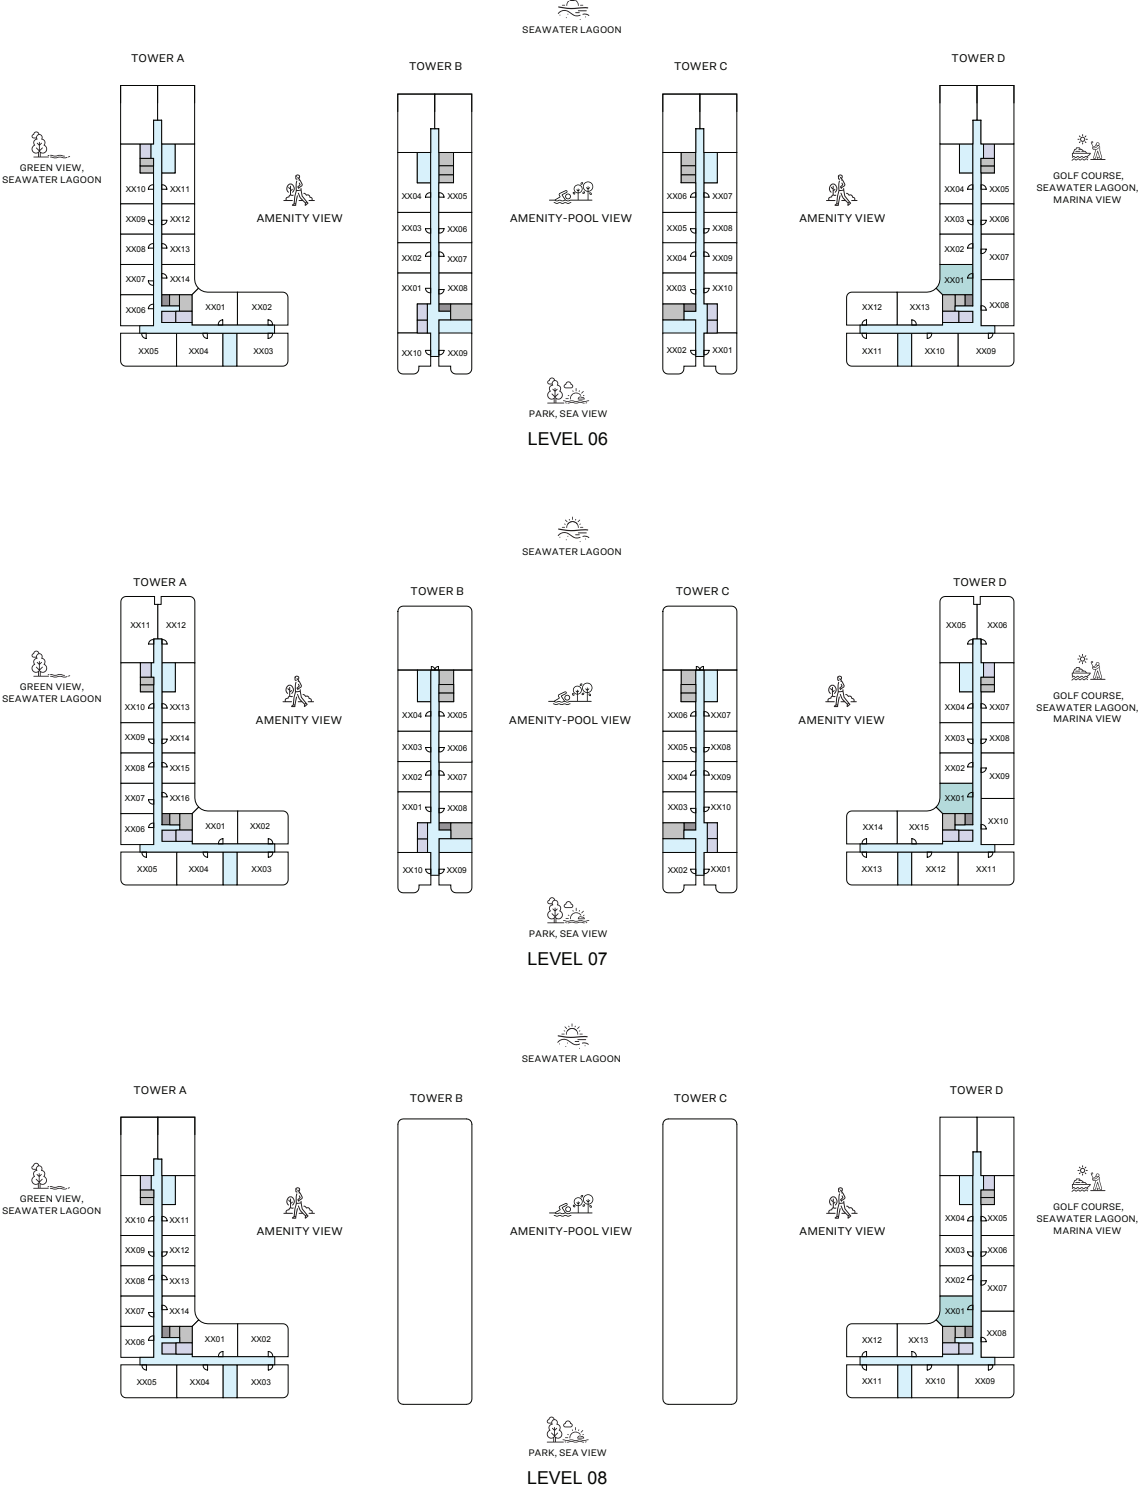 SEAWATER LAGOON
TOWER A
TOWER B
TOWER C
TOWER D
GREEN VIEW,
SEAWATER LAGOON
AMENITY VIEW
AMENITY-POOL VIEW
AMENITY VIEW
GOLF COURSE,
SEAWATER LAGOON,
MARINA VIEW
XX10 XX11
XX09 XX12
XX08 XX13
XX07 XX14
XX06 XX01 XX02
XX05 XX04 XX03
XX04 XX05
XX03 XX06
XX02 XX07
XX01 XX08
XX10 XX09
XX06 XX07
XX05 XX08
XX04 XX09
XX03 XX10
XX02 XX01
XX04 XX05
XX03 XX06
XX02 XX07
XX01
XX12 XX13 XX08
XX11 XX10 XX09
PARK, SEA VIEW
LEVEL 06
SEAWATER LAGOON
TOWER A
TOWER B
TOWER C
TOWER D
GREEN VIEW,
SEAWATER LAGOON
AMENITY VIEW
AMENITY-POOL VIEW
AMENITY VIEW
GOLF COURSE,
SEAWATER LAGOON,
MARINA VIEW
XX11 XX12
XX10 XX13
XX09 XX14
XX08 XX15
XX07 XX16
XX06 XX01 XX02
XX05 XX04 XX03
XX04 XX05
XX03 XX06
XX02 XX07
XX01 XX08
XX10 XX09
XX06 XX07
XX05 XX08
XX04 XX09
XX03 XX10
XX02 XX01
XX05 XX06
XX04 XX07
XX03 XX08
XX02 XX09
XX01
XX14 XX15 XX10
XX13 XX12 XX11
PARK, SEA VIEW
LEVEL 07
SEAWATER LAGOON
TOWER A
TOWER B
TOWER C
TOWER D
GREEN VIEW,
SEAWATER LAGOON
AMENITY VIEW
AMENITY-POOL VIEW
AMENITY VIEW
GOLF COURSE,
SEAWATER LAGOON,
MARINA VIEW
XX10 XX11
XX09 XX12
XX08 XX13
XX07 XX14
XX06 XX01 XX02
XX05 XX04 XX03
XX04 XX05
XX03 XX06
XX02 XX07
XX01
XX12 XX13 XX08
XX11 XX10 XX09
PARK, SEA VIEW
LEVEL 08